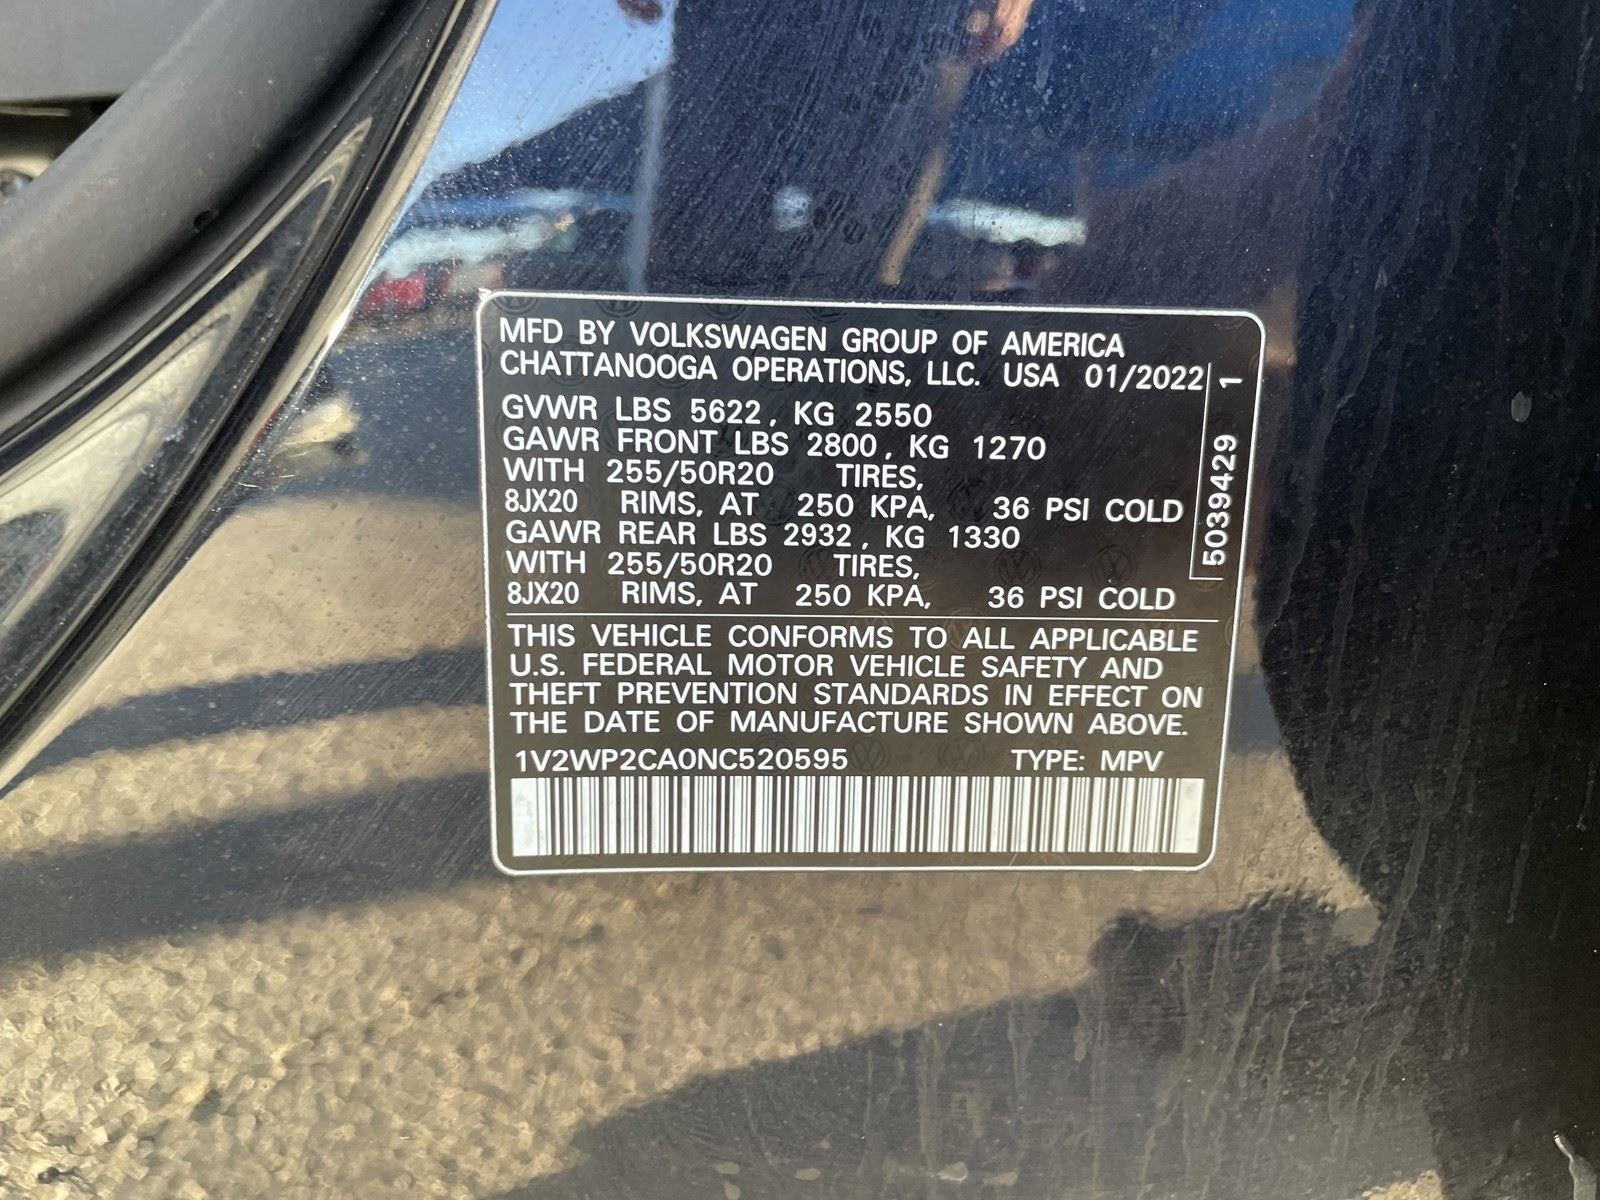 MFD BY VOLKSWAGEN GROUP OF AMERICA
CHATTANOOGA OPERATIONS, LLC. USA 01/2022
GVWR LBS 5622, KG 2550
GAWR FRONT LBS 2800, KG 1270
WITH 255/50R20 TIRES,
8JX20 RIMS, AT 250 KPA, 36 PSI COLD
GAWR REAR LBS 2932, KG 1330
WITH 255/50R20 TIRES,
8JX20 RIMS, AT 250 KPA, 36 PSI COLD
5039429 1
THIS VEHICLE CONFORMS TO ALL APPLICABLE
U.S. FEDERAL MOTOR VEHICLE SAFETY AND
THEFT PREVENTION STANDARDS IN EFFECT ON
THE DATE OF MANUFACTURE SHOWN ABOVE.
1V2WP2CA0NC520595 TYPE: MPV